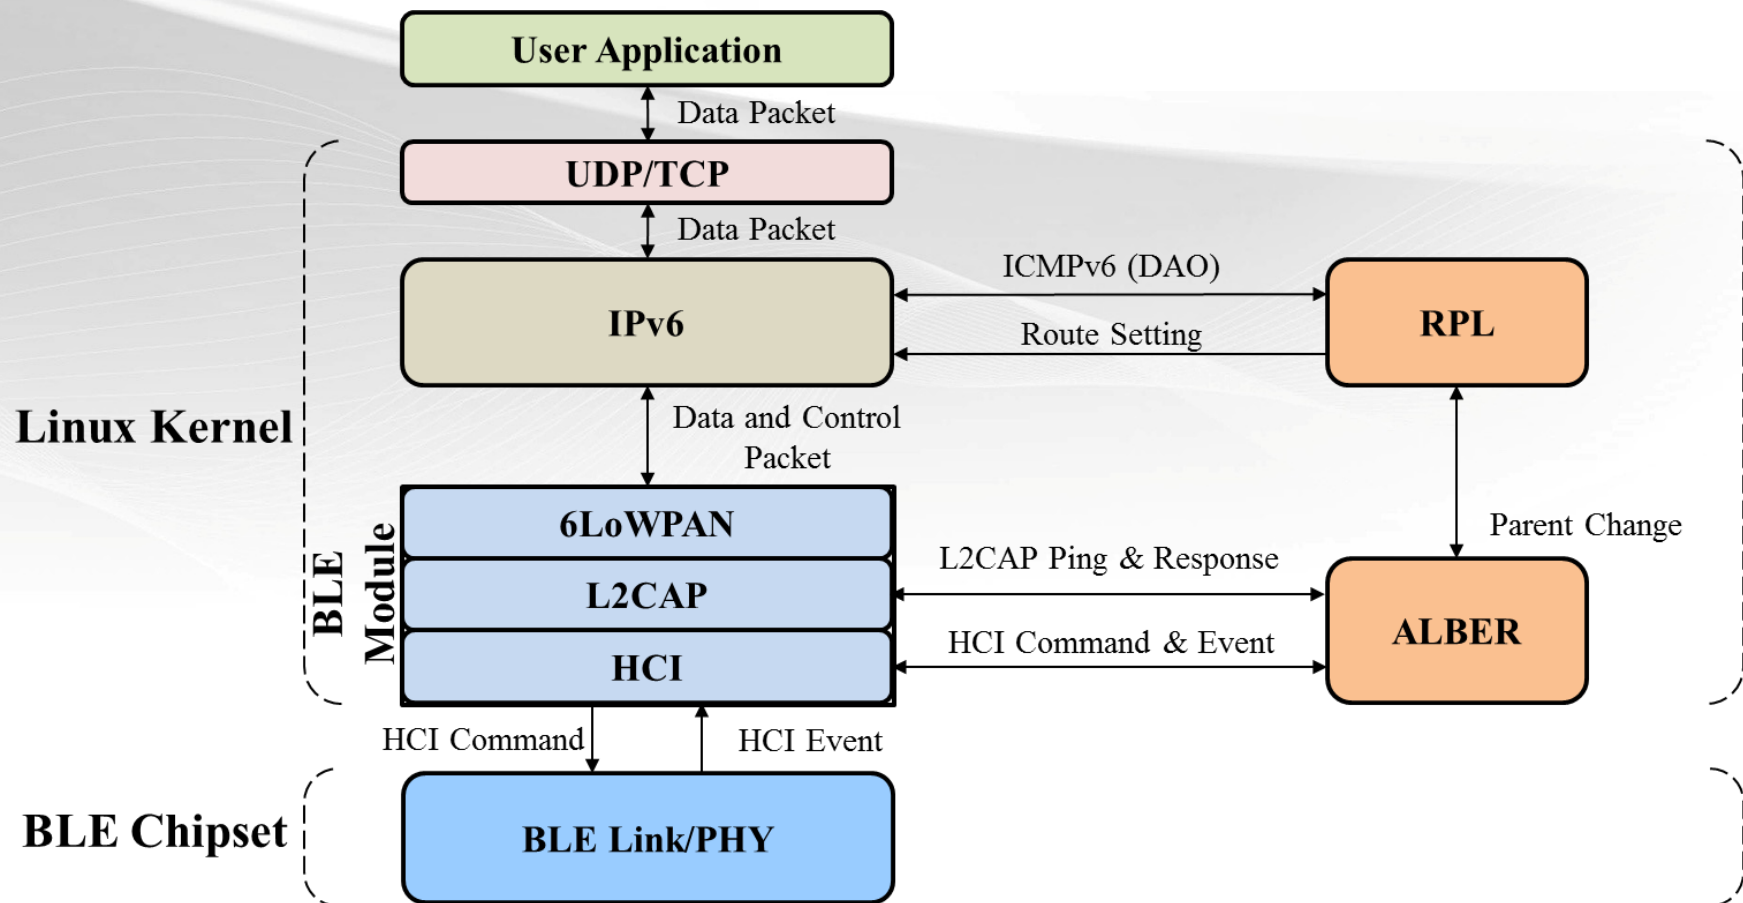 User Application
Data Packet
UDP/TCP
Data Packet
IPv6
ICMPv6 (DAO)
Route Setting
RPL
Linux Kernel
Data and Control
Packet
BLE
Module
6LoWPAN
L2CAP
HCI
L2CAP Ping & Response
HCI Command & Event
Parent Change
ALBER
HCI Command
HCI Event
BLE Chipset
BLE Link/PHY